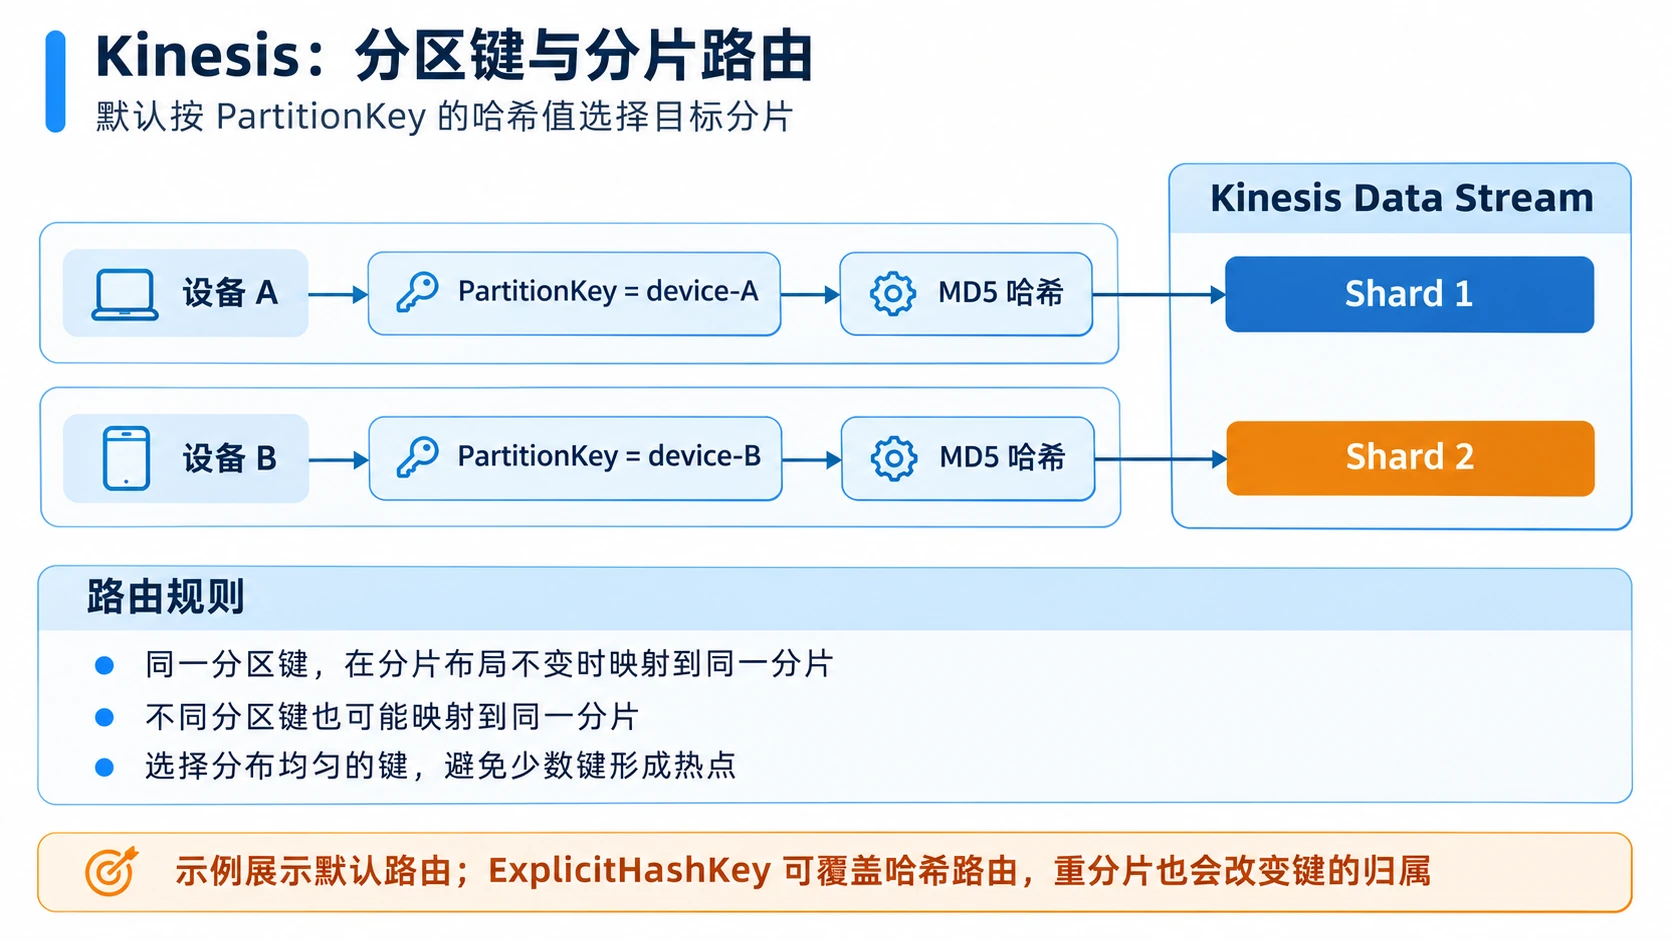 Kinesis：分区键与分片路由
默认按 PartitionKey 的哈希值选择目标分片
Kinesis Data Stream
设备 A
PartitionKey = device-A
MD5 哈希
Shard 1
设备 B
PartitionKey = device-B
MD5 哈希
Shard 2
路由规则
同一分区键，在分片布局不变时映射到同一分片
不同分区键也可能映射到同一分片
选择分布均匀的键，避免少数键形成热点
示例展示默认路由；ExplicitHashKey 可覆盖哈希路由，重分片也会改变键的归属